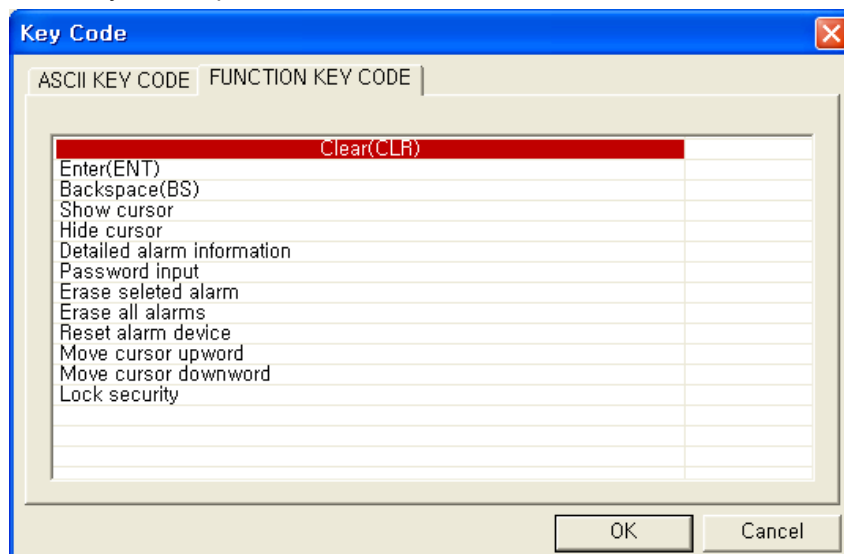 Key Code
ASCII KEY CODE FUNCTION KEY CODE
Clear(CLR)
Enter(ENT)
Backspace(BS)
Show cursor
Hide cursor
Detailed alarm information
Password input
Erase seleted alarm
Erase all alarms
Reset alarm device
Move cursor upword
Move cursor downword
Lock security
OK Cancel